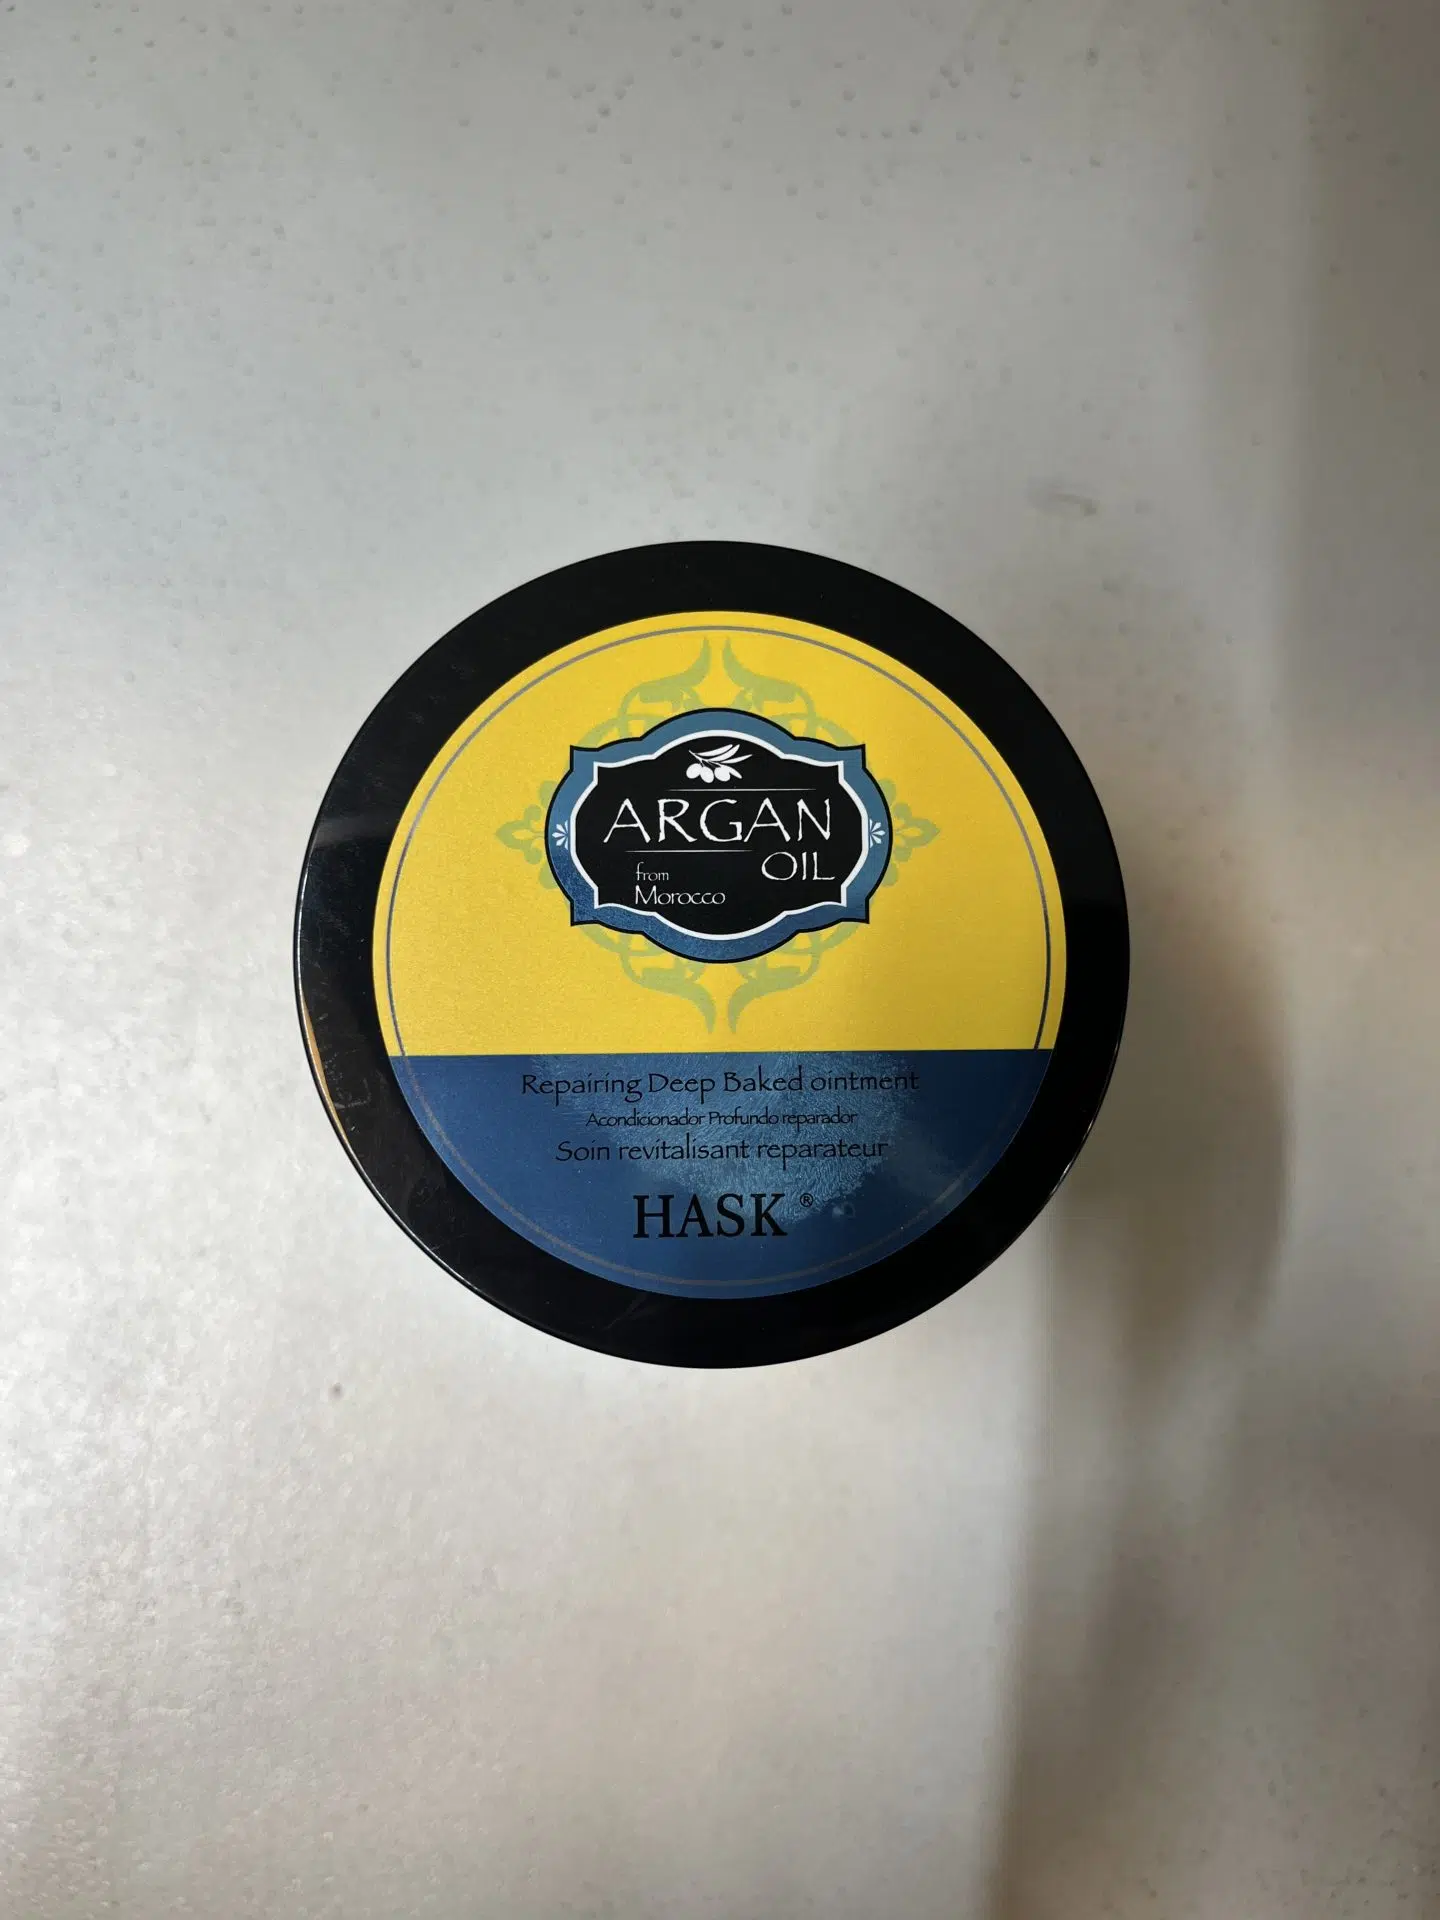 ARGAN
OIL
from
Morocco
Repairing Deep Baked ointment
Acondicionador Profundo reparador
Soin revitalisant reparateur
HASK ®